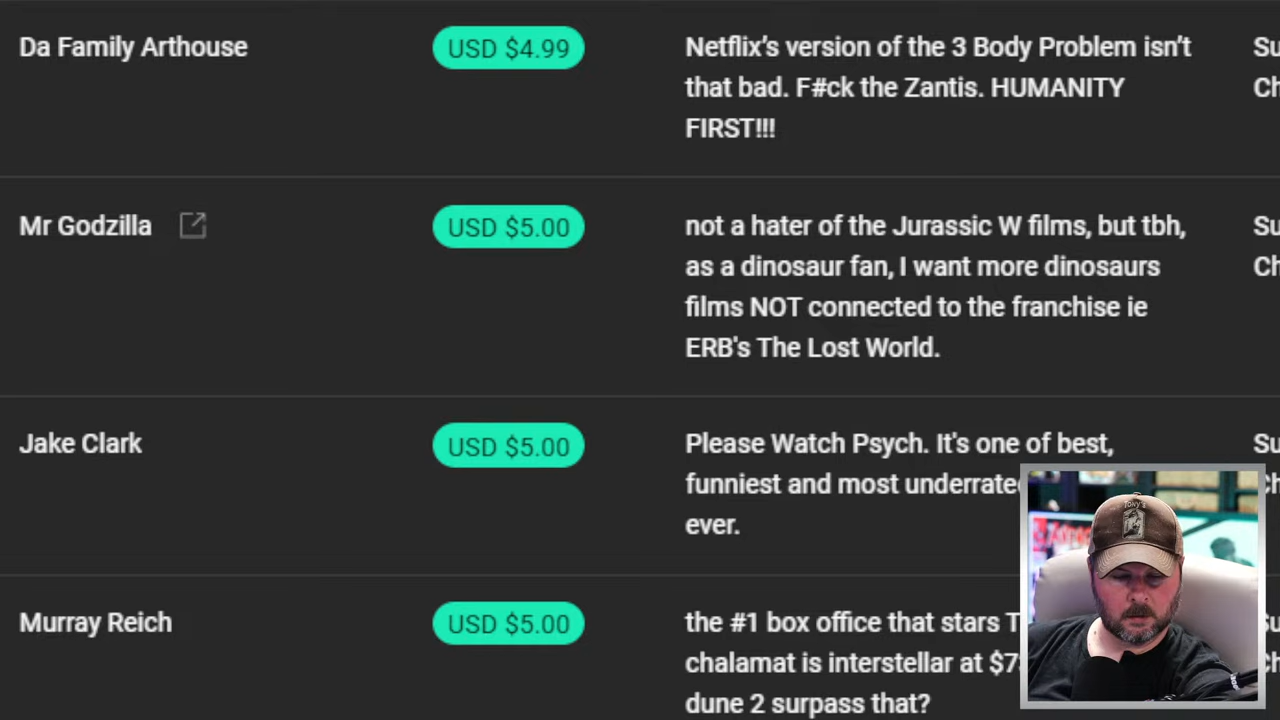 Da Family Arthouse
USD $4.99
Netflix’s version of the 3 Body Problem isn’t
that bad. F#ck the Zantis. HUMANITY
FIRST!!!
Mr Godzilla
USD $5.00
not a hater of the Jurassic W films, but tbh,
as a dinosaur fan, I want more dinosaurs
films NOT connected to the franchise ie
ERB's The Lost World.
Jake Clark
USD $5.00
Please Watch Psych. It's one of best,
funniest and most
ever.
Murray Reich
USD $5.00
the #1 box office that stars
chalamat is interstellar at
dune 2 surpass that?
TONY'S